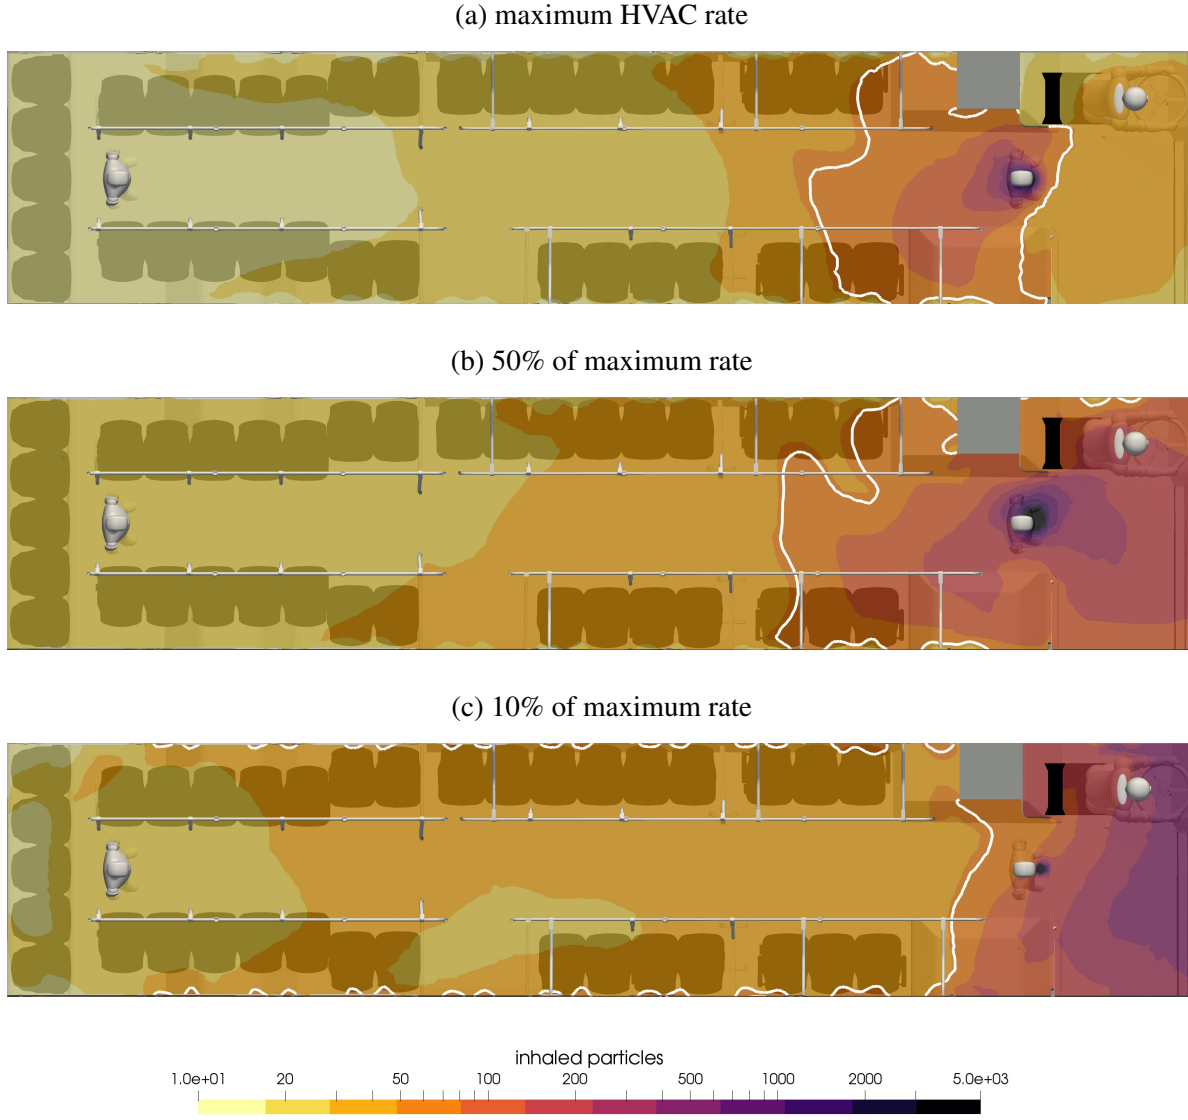 (a) maximum HVAC rate
(b) 50% of maximum rate
(c) 10% of maximum rate
inhaled particles
1.0e+01 20 50 100 200 500 1000 2000 5.0e+03